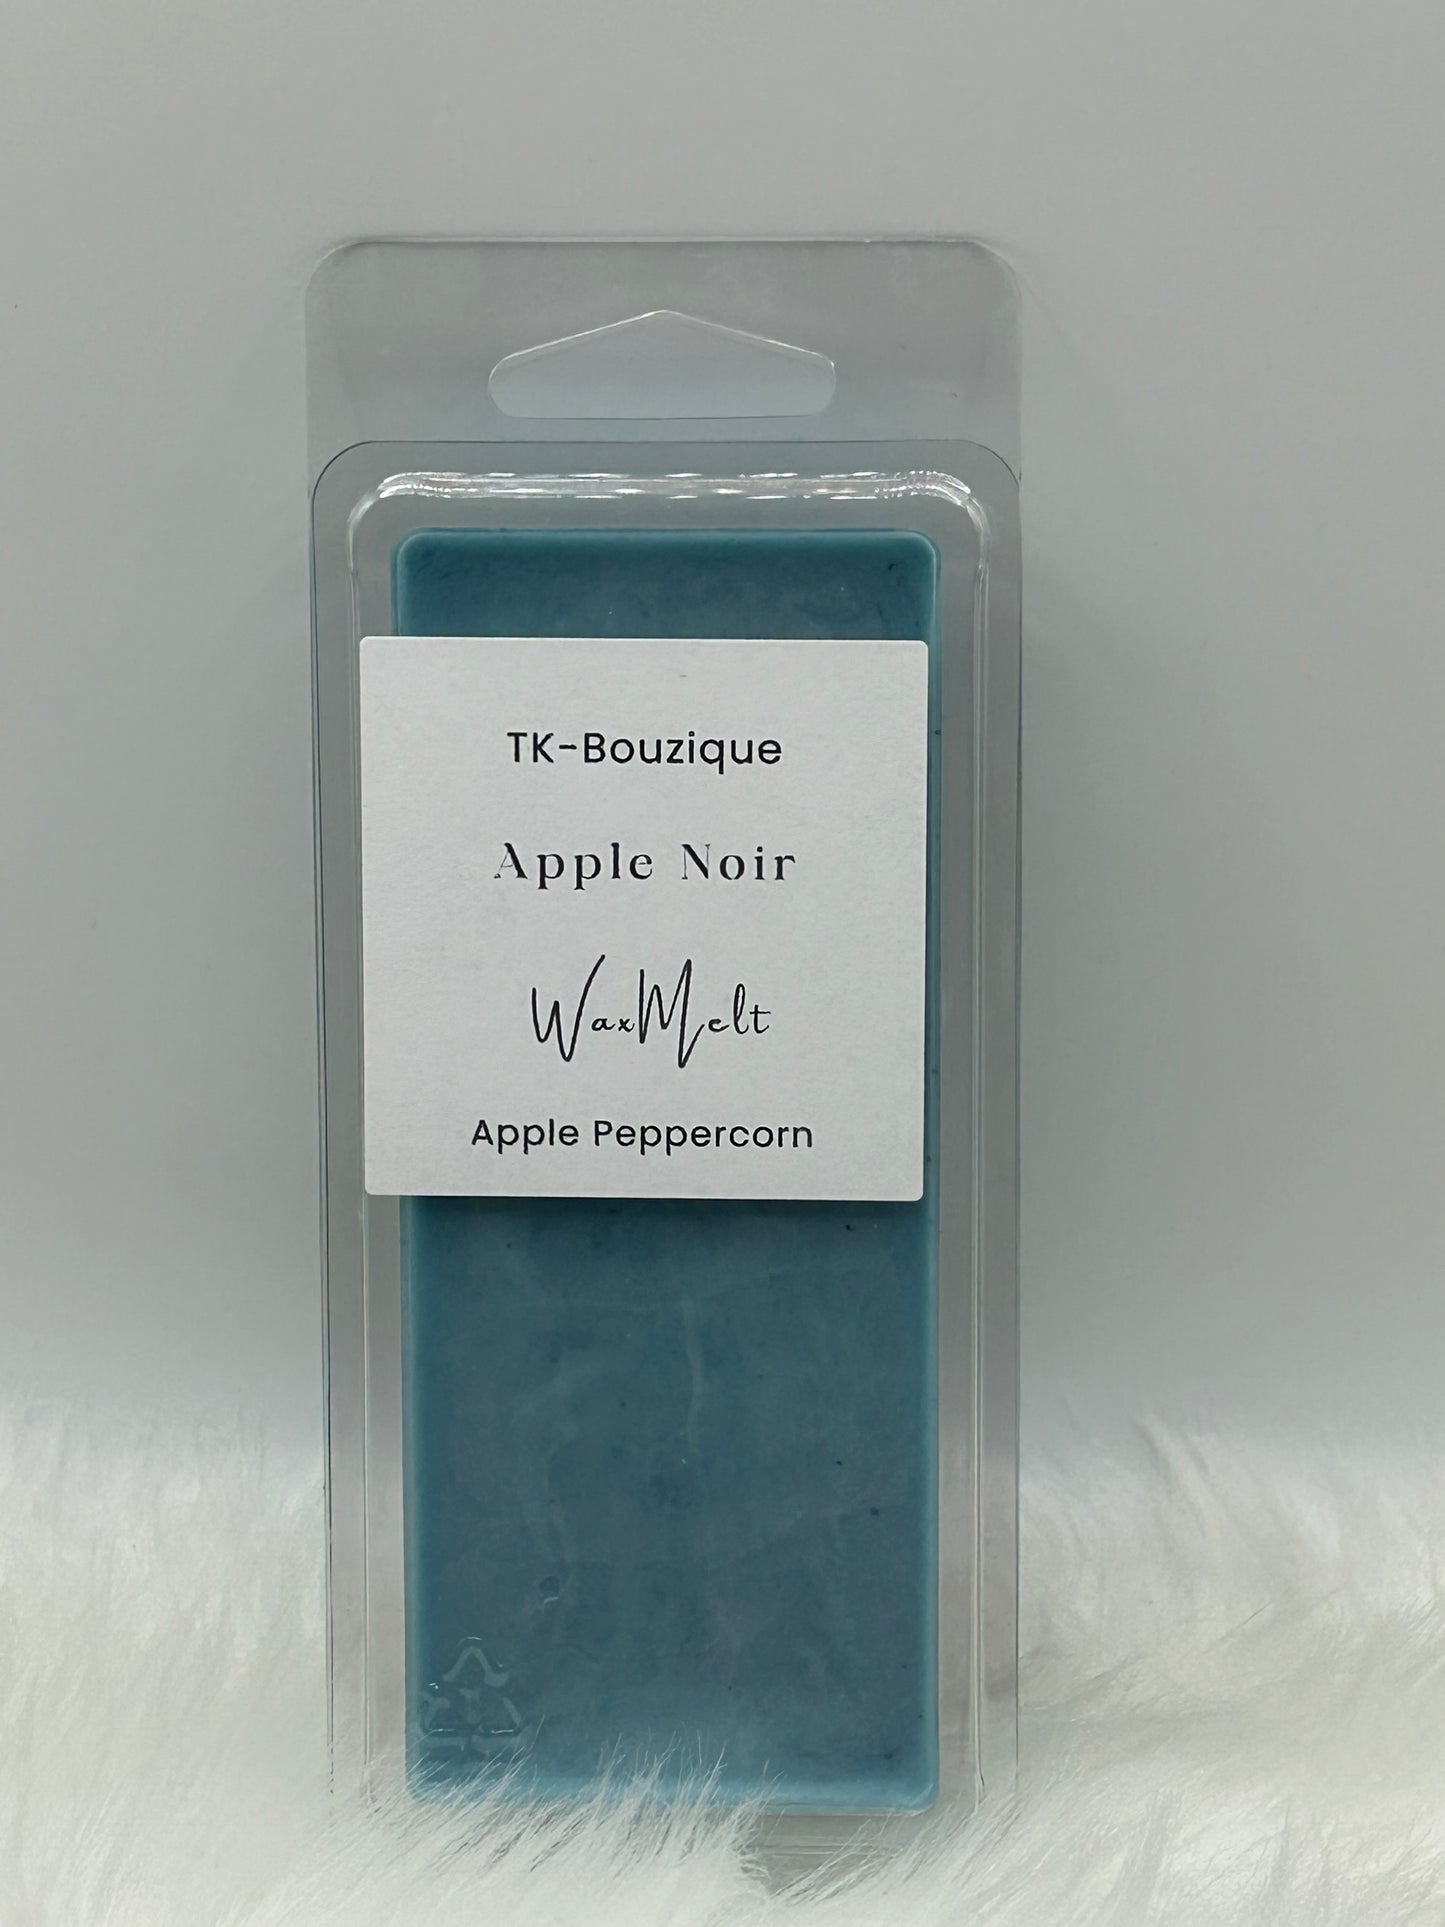 TK-Bouzique
Apple Noir
WaxMelt
Apple Peppercorn